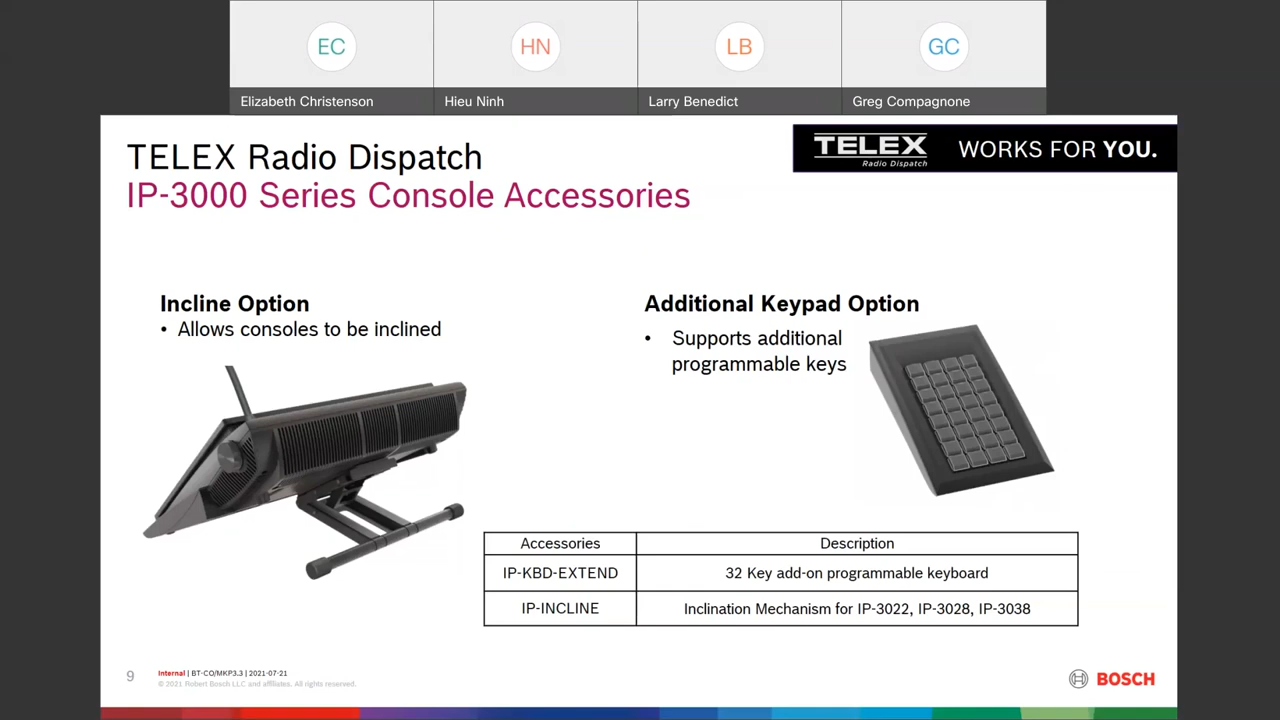 EC
HN
LB
GC
Elizabeth Christenson
Hieu Ninh
Larry Benedict
Greg Compagnone
TELEX Radio Dispatch
IP-3000 Series Console Accessories
TELEX
Radio Dispatch
WORKS FOR YOU.
Incline Option
• Allows consoles to be inclined
Additional Keypad Option
• Supports additional
programmable keys
Accessories
Description
IP-KBD-EXTEND
32 Key add-on programmable keyboard
IP-INCLINE
Inclination Mechanism for IP-3022, IP-3028, IP-3038
9
Internal | BT-CO/MKP3.3 | 2021-07-21
© 2021 Robert Bosch LLC and affiliates. All rights reserved.
BOSCH